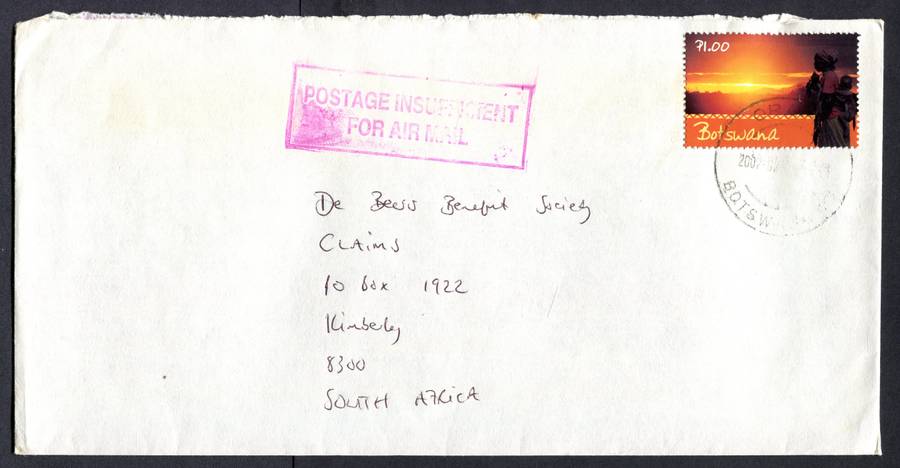 P1.00
Botswana
POSTAGE INSUFFICIENT
FOR AIR MAIL
BOTSWANA
De Beers Benefit Society
CLAIMS
PO Box 1922
Kimberley
8300
SOUTH AFRICA